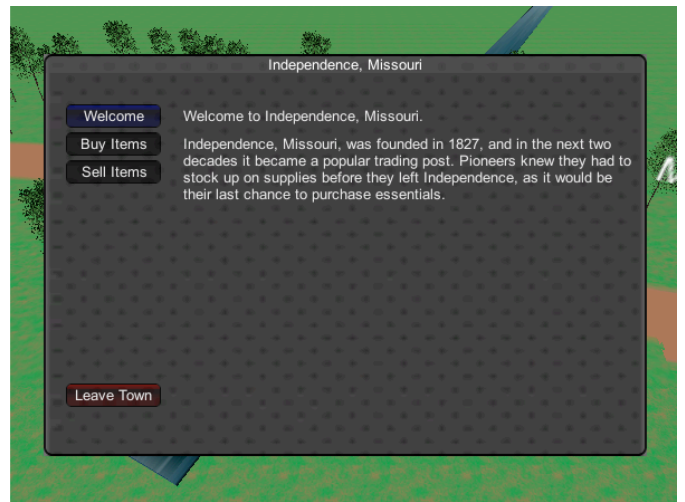 Independence, Missouri
Welcome
Buy Items
Sell Items
Welcome to Independence, Missouri.
Independence, Missouri, was founded in 1827, and in the next two
decades it became a popular trading post. Pioneers knew they had to
stock up on supplies before they left Independence, as it would be
their last chance to purchase essentials.
Leave Town